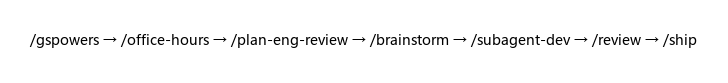 /gspowers → /office-hours → /plan-eng-review → /brainstorm → /subagent-dev → /review → /ship